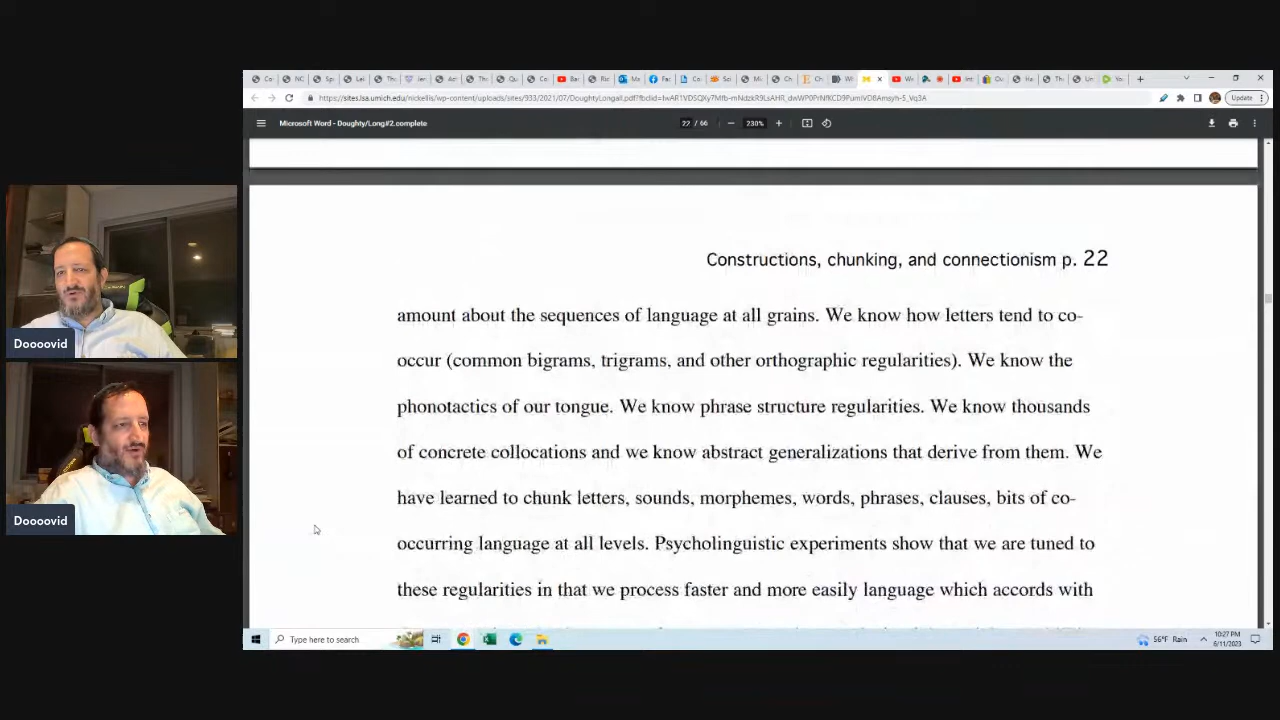 Update
https://sites.lsa.umich.edu/nickellis/wp-content/uploads/sites/933/2021/07/DoughtyLongall.pdf
Microsoft Word - Doughty/Long#2.complete
22 / 66
230%
Constructions, chunking, and connectionism p. 22
amount about the sequences of language at all grains. We know how letters tend to co-
occur (common bigrams, trigrams, and other orthographic regularities). We know the
phonotactics of our tongue. We know phrase structure regularities. We know thousands
of concrete collocations and we know abstract generalizations that derive from them. We
have learned to chunk letters, sounds, morphemes, words, phrases, clauses, bits of co-
occurring language at all levels. Psycholinguistic experiments show that we are tuned to
these regularities in that we process faster and more easily language which accords with
Doooovid
Doooovid
Type here to search
56°F Rain
10:27 PM
6/11/2023